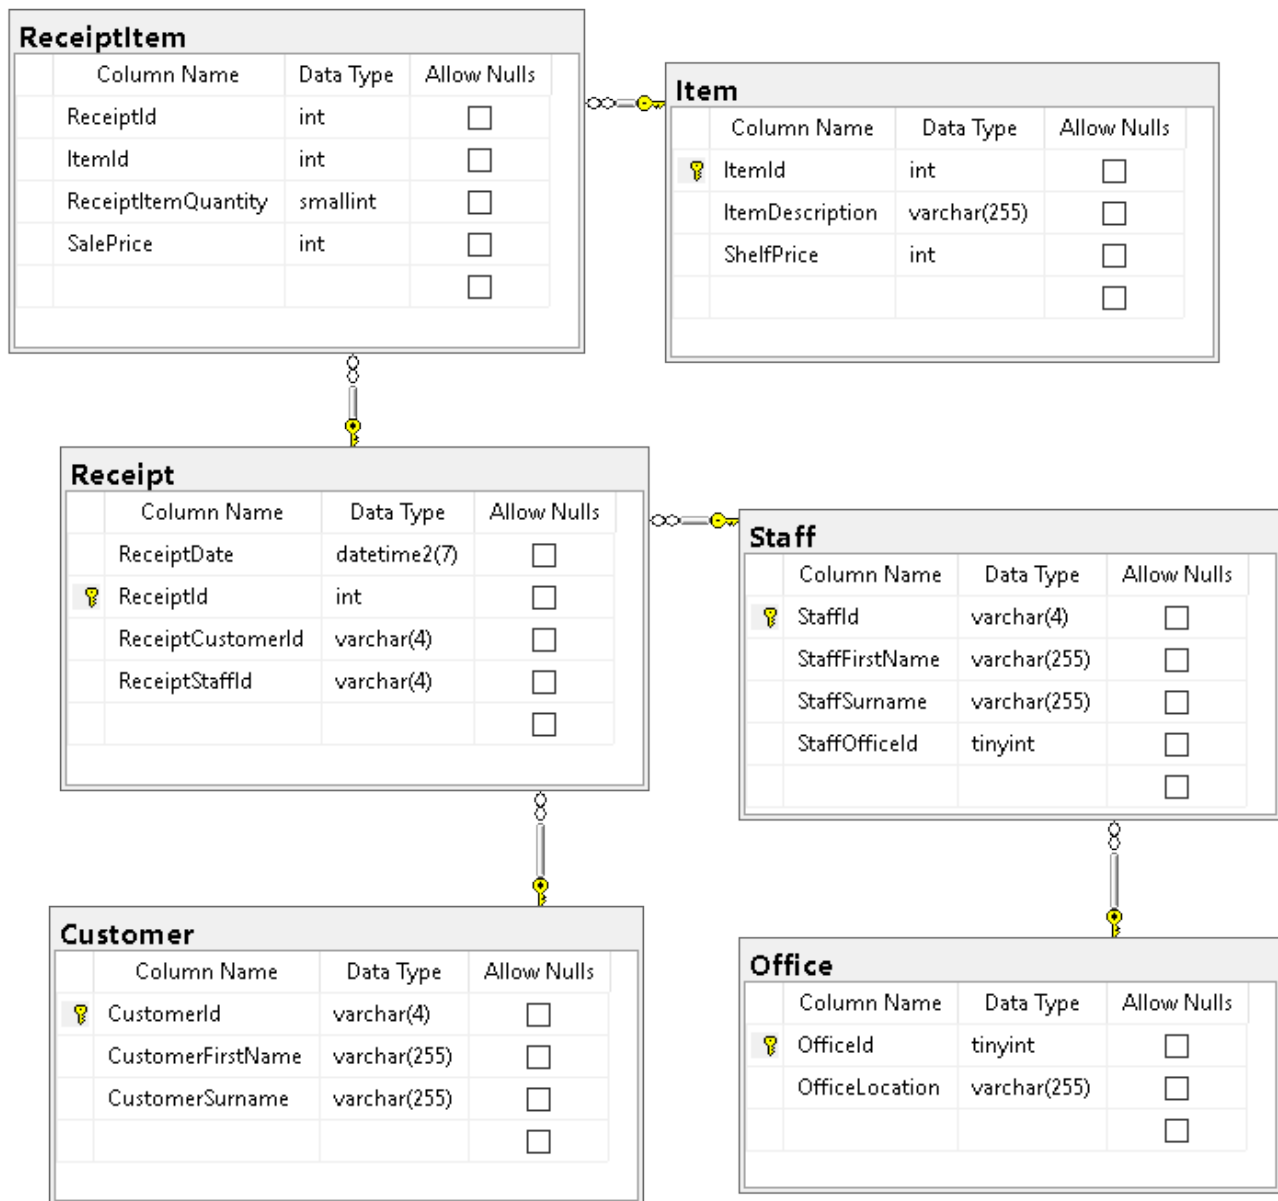 ReceiptItem
Column Name Data Type Allow Nulls
ReceiptId int
ItemId int
ReceiptItemQuantity smallint
SalePrice int
Item
Column Name Data Type Allow Nulls
ItemId int
ItemDescription varchar(255)
ShelfPrice int
Receipt
Column Name Data Type Allow Nulls
ReceiptDate datetime2(7)
ReceiptId int
ReceiptCustomerId varchar(4)
ReceiptStaffId varchar(4)
Staff
Column Name Data Type Allow Nulls
StaffId varchar(4)
StaffFirstName varchar(255)
StaffSurname varchar(255)
StaffOfficeId tinyint
Customer
Column Name Data Type Allow Nulls
CustomerId varchar(4)
CustomerFirstName varchar(255)
CustomerSurname varchar(255)
Office
Column Name Data Type Allow Nulls
OfficeId tinyint
OfficeLocation varchar(255)